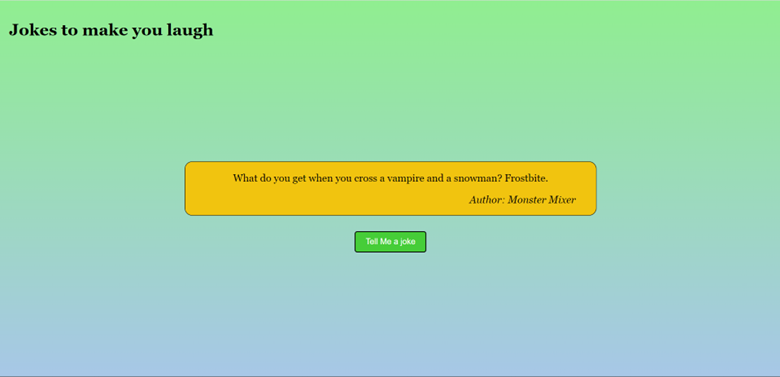 Jokes to make you laugh
What do you get when you cross a vampire and a snowman? Frostbite.
Author: Monster Mixer
Tell Me a joke